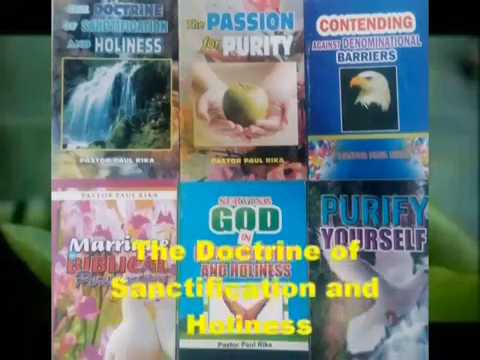 THE DOCTRINE
OF SANCTIFICATION
AND HOLINESS
PASTOR PAUL RIKA
The PASSION
for PURITY
PASTOR PAUL RIKA
CONTENDING
AGAINST DENOMINATIONAL
BARRIERS
PASTOR PAUL RIKA
PASTOR PAUL RIKA
BIBLICAL
SERVING
GOD
IN
AND HOLINESS
Pastor Paul Rika
PURIFY
YOURSELF
The Doctrine of
Sanctification and
Holiness